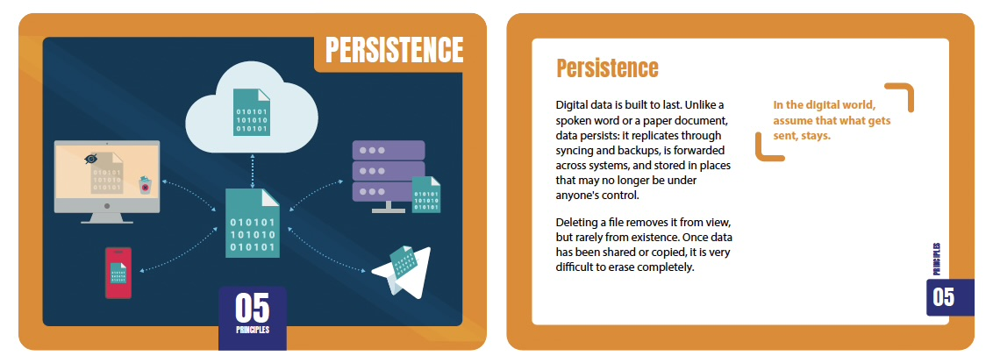 PERSISTENCE
010101
101010
010101
010101
101010
010101
010101
101010
010101
010101
101010
010101
05
PRINCIPLES
Persistence
Digital data is built to last. Unlike a
spoken word or a paper document,
data persists: it replicates through
syncing and backups, is forwarded
across systems, and stored in places
that may no longer be under
anyone's control.
Deleting a file removes it from view,
but rarely from existence. Once data
has been shared or copied, it is very
difficult to erase completely.
In the digital world,
assume that what gets
sent, stays.
PRINCIPLES
05